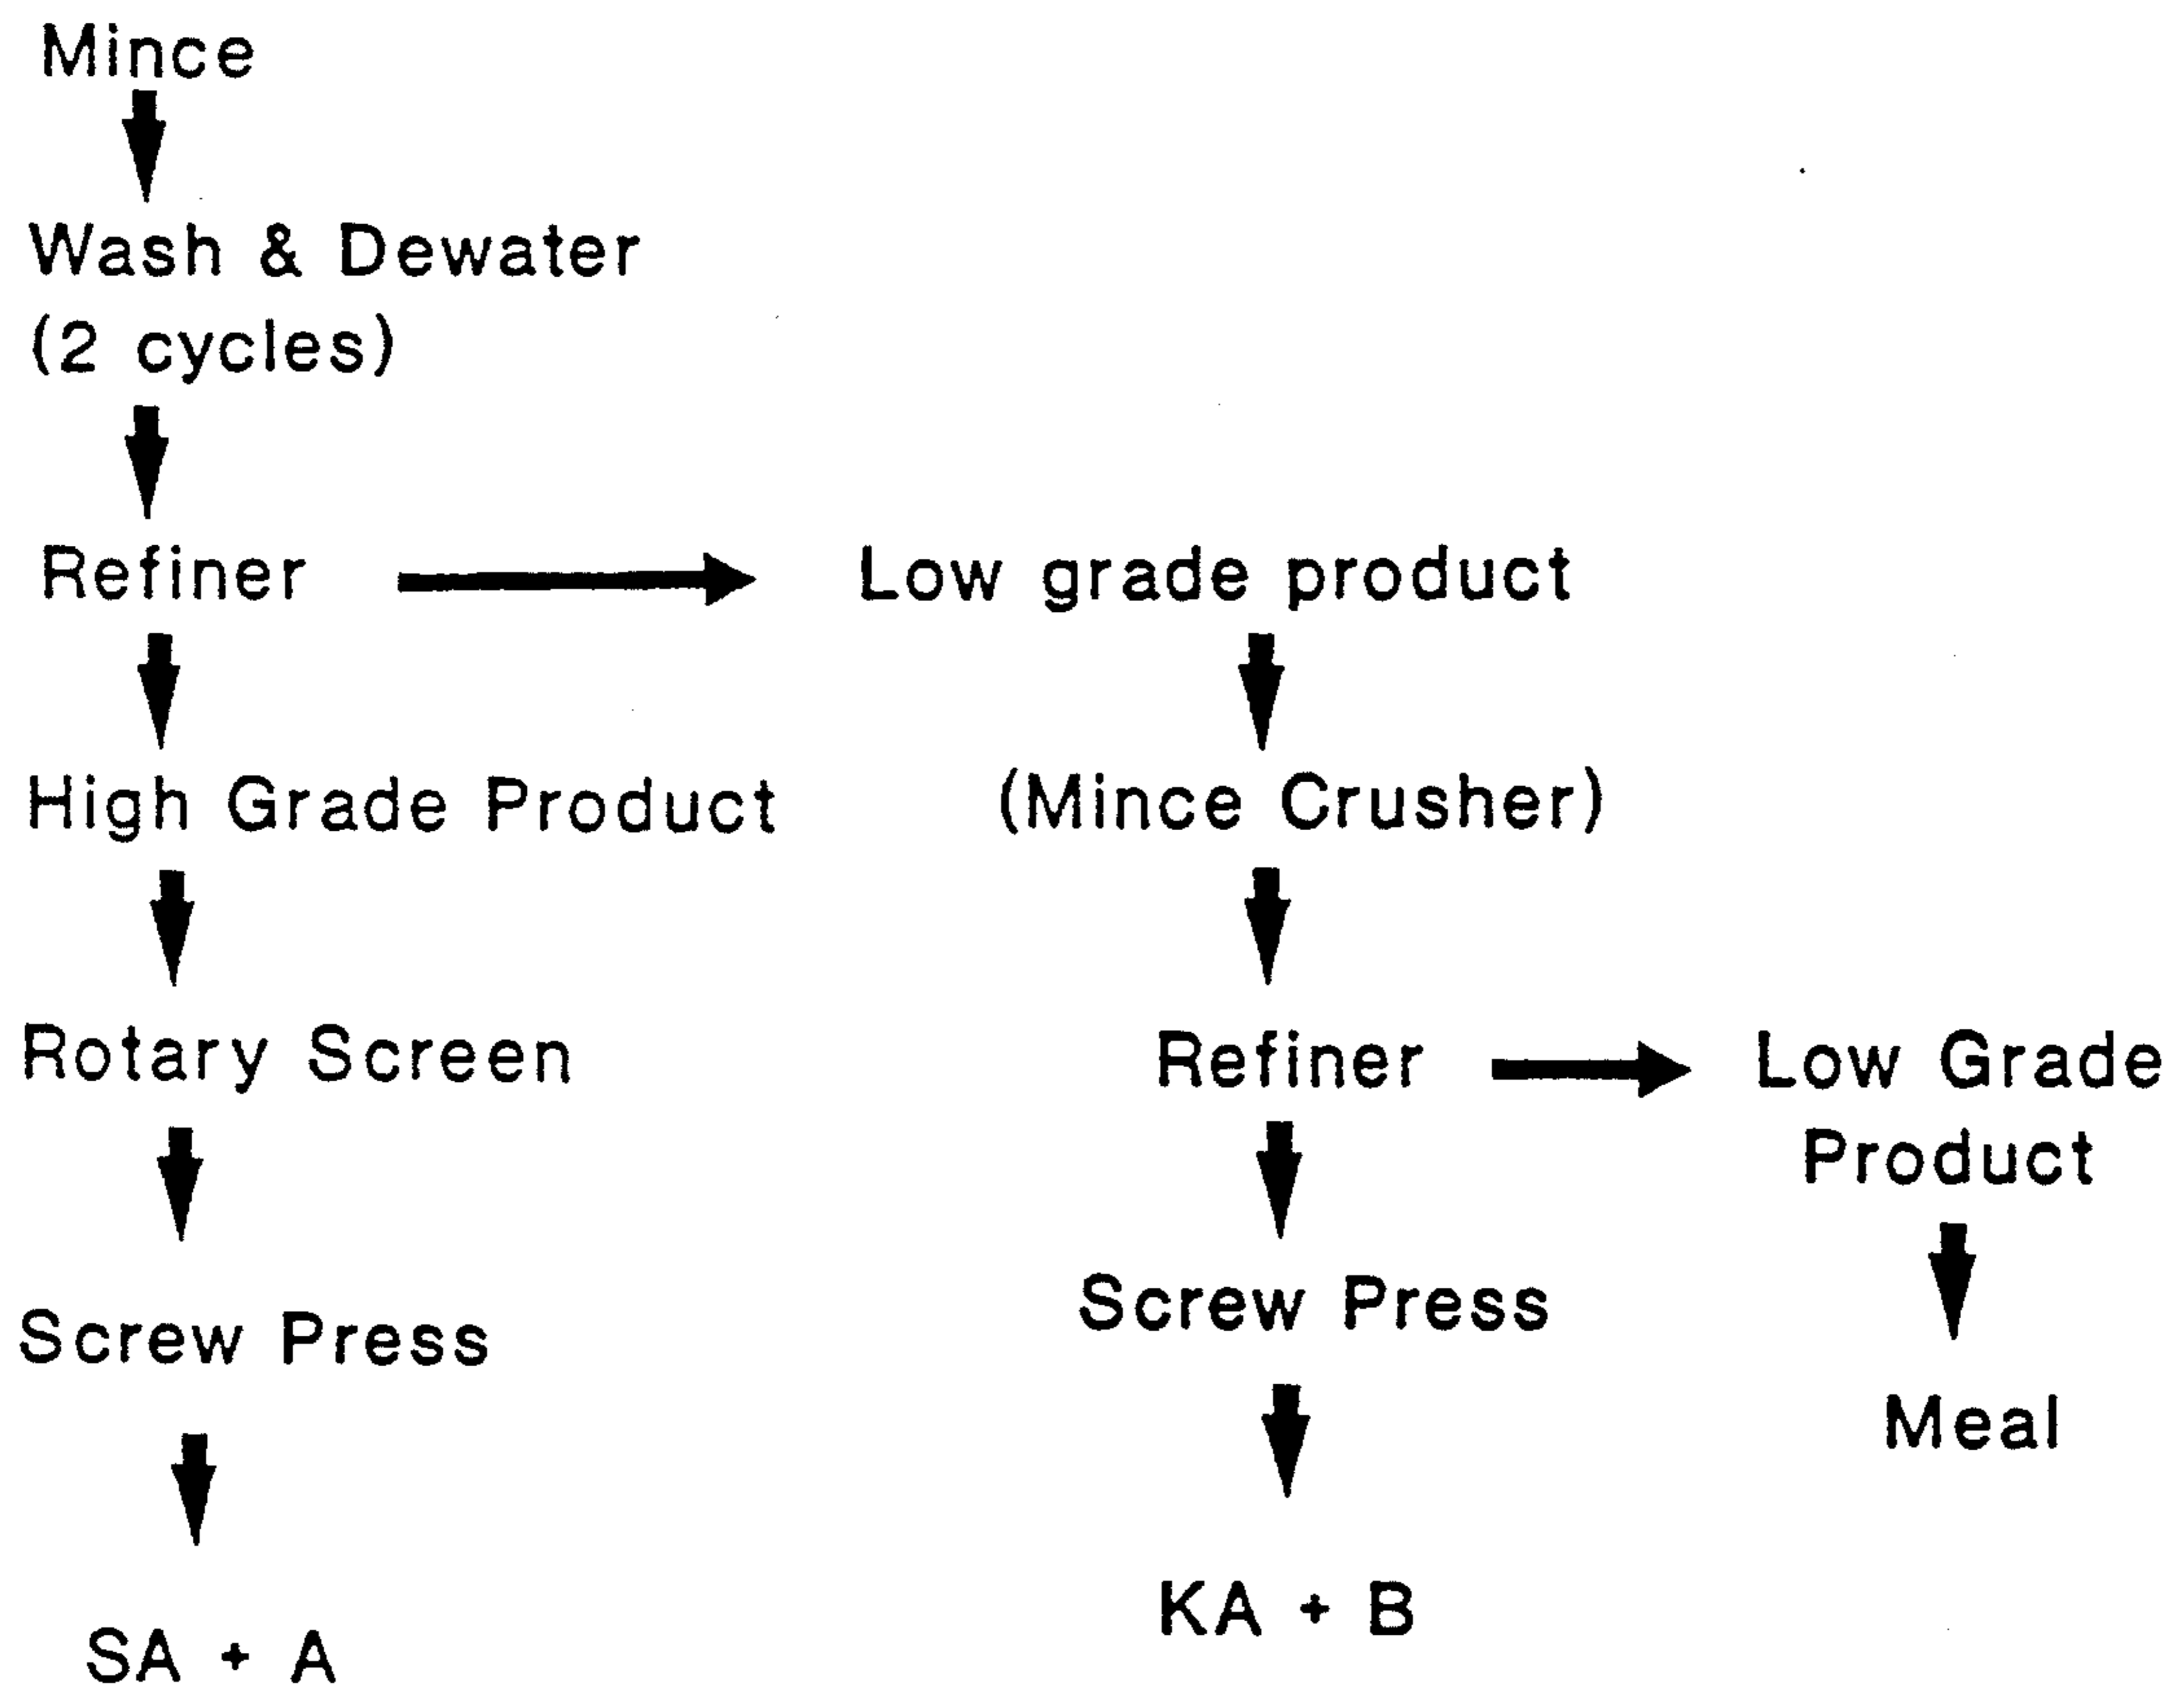 Mince
Wash & Dewater
(2 cycles)
Refiner
Low grade product
High Grade Product
(Mince Crusher)
Rotary Screen
Refiner
Low Grade
Product
Screw Press
Screw Press
Meal
KA + B
SA + A